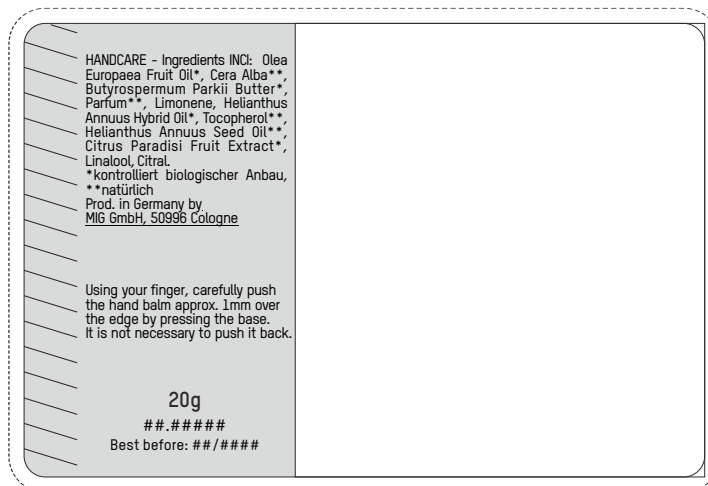 HANDCARE - Ingredients INCI: Olea
Europaea Fruit Oil*, Cera Alba**,
Butyrospermum Parkii Butter*,
Parfum**, Limonene, Helianthus
Annuus Hybrid Oil*, Tocopherol**,
Helianthus Annuus Seed Oil**,
Citrus Paradisi Fruit Extract*,
Linalool, Citral.
*kontrolliert biologischer Anbau,
**natürlich
Prod. in Germany by
MIG GmbH, 50996 Cologne
Using your finger, carefully push
the hand balm approx. 1mm over
the edge by pressing the base.
It is not necessary to push it back.
20g
##.#####
Best before: ##/####